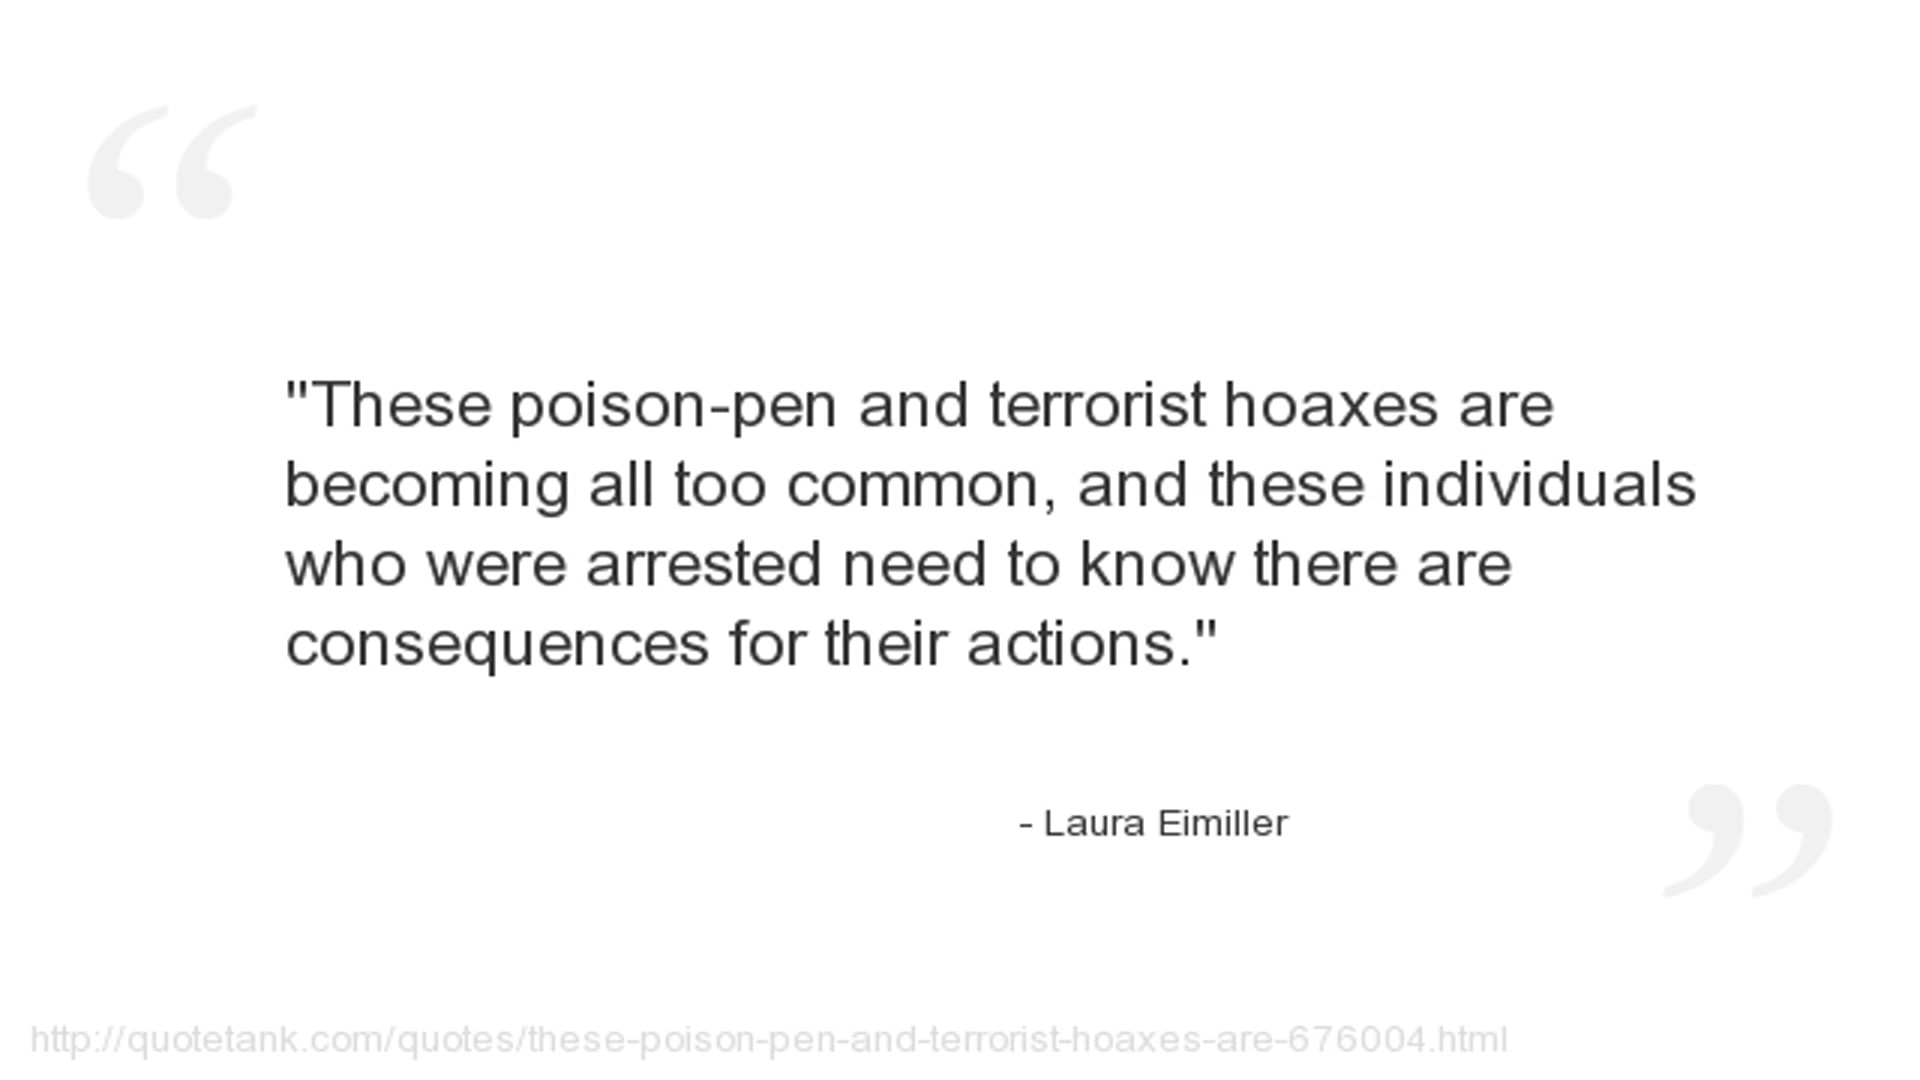 "These poison-pen and terrorist hoaxes are
becoming all too common, and these individuals
who were arrested need to know there are
consequences for their actions."
- Laura Eimiller
http://quotetank.com/quotes/these-poison-pen-and-terrorist-hoaxes-are-676004.html